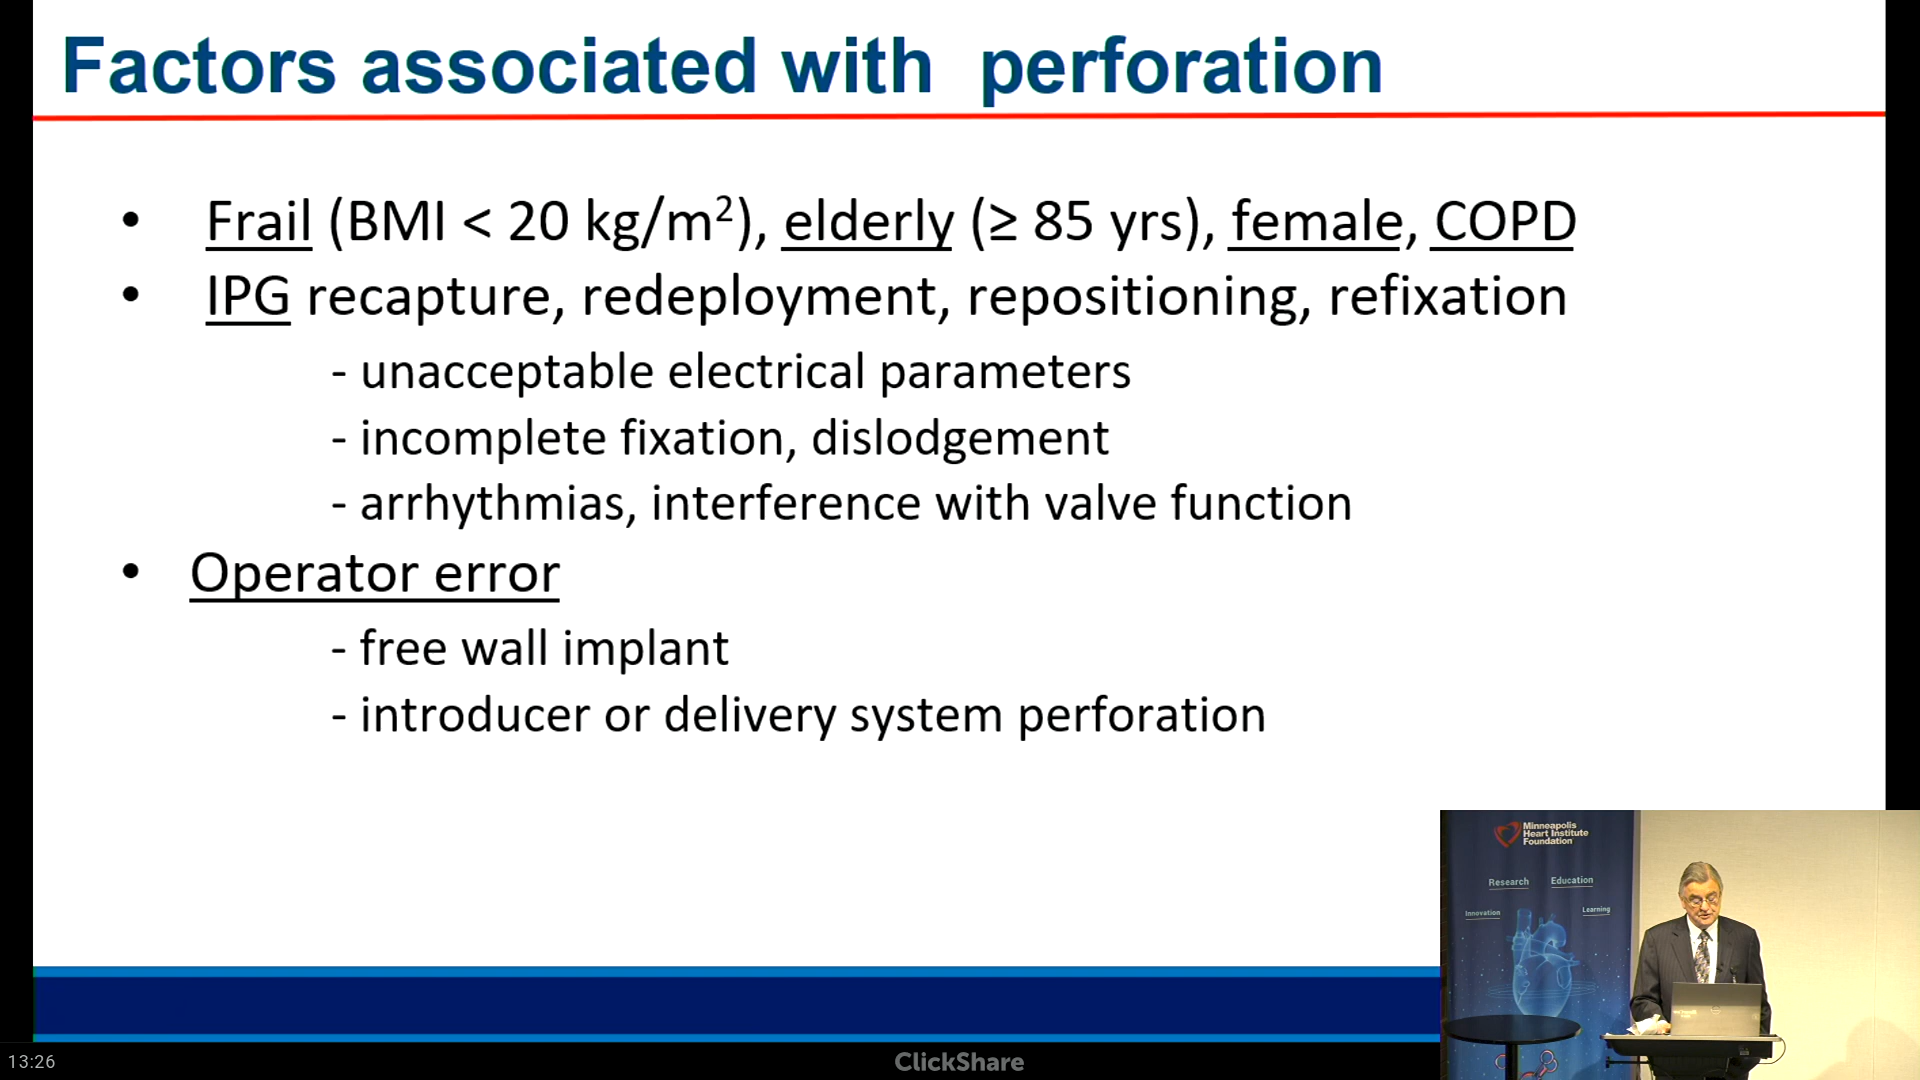 Factors associated with  perforation
• Frail (BMI < 20 kg/m²), elderly (≥ 85 yrs), female, COPD
• IPG recapture, redeployment, repositioning, refixation
- unacceptable electrical parameters
- incomplete fixation, dislodgement
- arrhythmias, interference with valve function
• Operator error
- free wall implant
- introducer or delivery system perforation
Minneapolis
Heart Institute
Foundation
Research Education
Innovation Learning
13:26
ClickShare